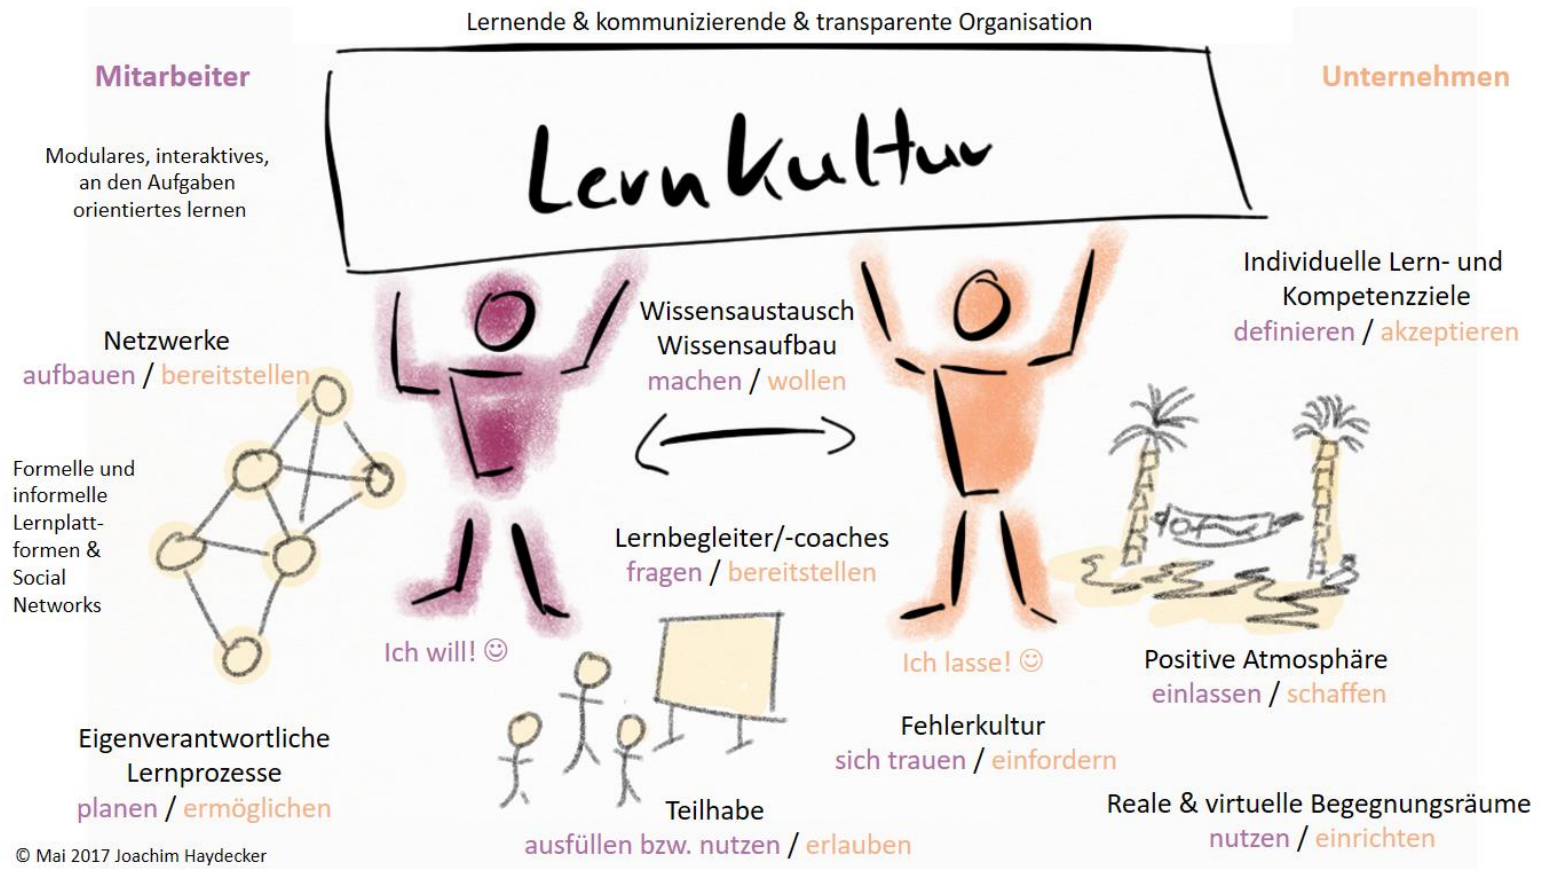 Lernende & kommunizierende & transparente Organisation
Mitarbeiter
Unternehmen
Lernkultur
Modulares, interaktives,
an den Aufgaben
orientiertes lernen
Individuelle Lern- und
Kompetenzziele
definieren / akzeptieren
Wissensaustausch
Wissensaufbau
machen / wollen
Netzwerke
aufbauen / bereitstellen
Formelle und
informelle
Lernplatt-
formen &
Social
Networks
Lernbegleiter/-coaches
fragen / bereitstellen
Ich will! ☺
Ich lasse! ☺
Positive Atmosphäre
einlassen / schaffen
Fehlerkultur
sich trauen / einfordern
Eigenverantwortliche
Lernprozesse
planen / ermöglichen
Teilhabe
ausfüllen bzw. nutzen / erlauben
Reale & virtuelle Begegnungsräume
nutzen / einrichten
© Mai 2017 Joachim Haydecker